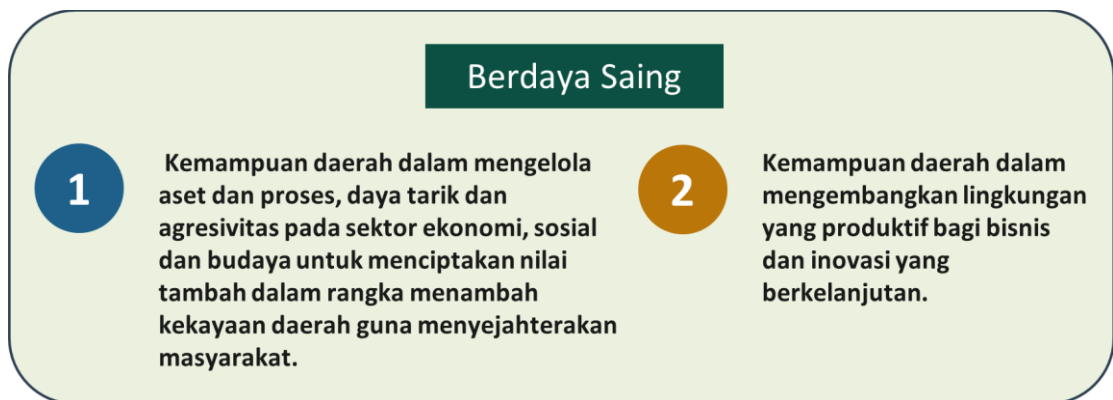 Berdaya Saing
1
Kemampuan daerah dalam mengelola
aset dan proses, daya tarik dan
agresivitas pada sektor ekonomi, sosial
dan budaya untuk menciptakan nilai
tambah dalam rangka menambah
kekayaan daerah guna menyejahterakan
masyarakat.
2
Kemampuan daerah dalam
mengembangkan lingkungan
yang produktif bagi bisnis
dan inovasi yang
berkelanjutan.